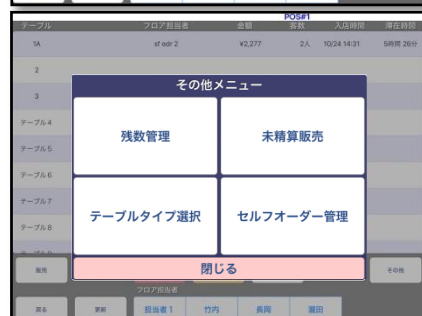 POS#1
テーブル フロア担当者 金額 客数 入店時間 滞在時間
1A sf odr 2 ¥2,277 2人 10/24 14:31 5時間 26分
2
3
テーブル 4
テーブル 5
テーブル 6
テーブル 7
テーブル 8
その他メニュー
残数管理 未精算販売
テーブルタイプ選択 セルフオーダー管理
閉じる
販売 その他
フロア担当者
戻る 更新 担当者 1 竹内 長岡 瀧田